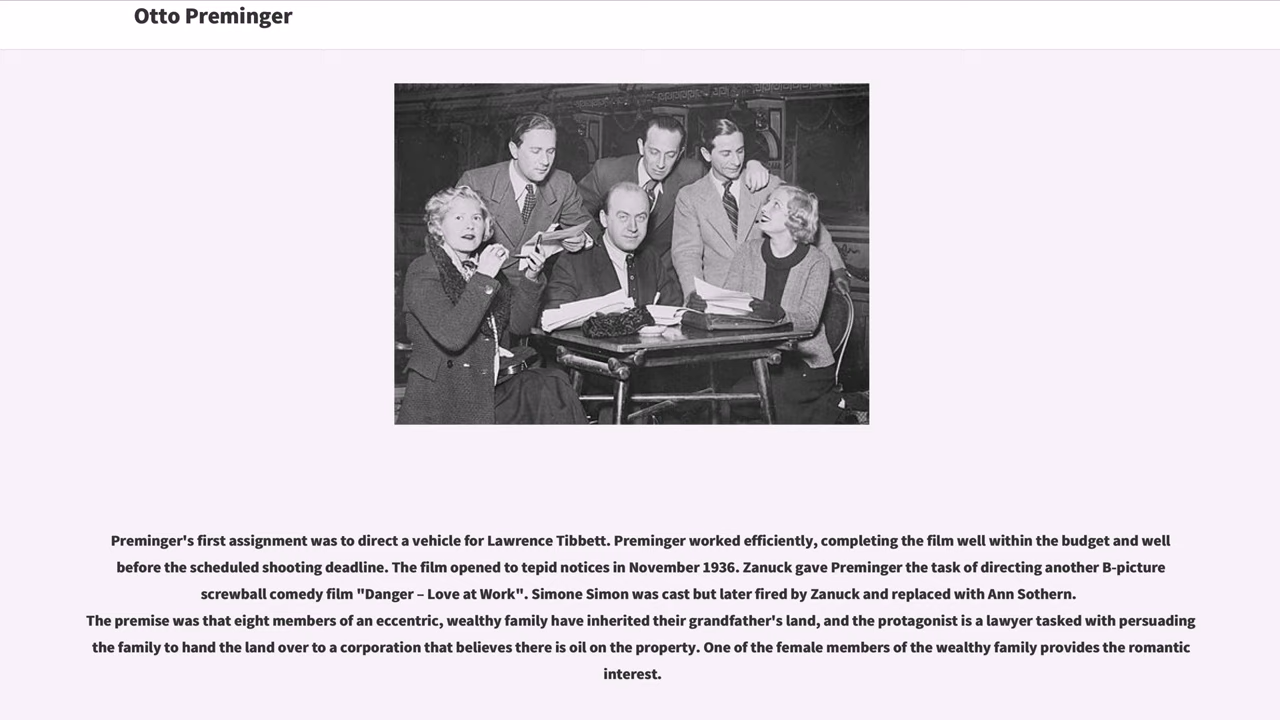 Otto Preminger
Preminger's first assignment was to direct a vehicle for Lawrence Tibbett. Preminger worked efficiently, completing the film well within the budget and well
before the scheduled shooting deadline. The film opened to tepid notices in November 1936. Zanuck gave Preminger the task of directing another B-picture
screwball comedy film "Danger – Love at Work". Simone Simon was cast but later fired by Zanuck and replaced with Ann Sothern.
The premise was that eight members of an eccentric, wealthy family have inherited their grandfather's land, and the protagonist is a lawyer tasked with persuading
the family to hand the land over to a corporation that believes there is oil on the property. One of the female members of the wealthy family provides the romantic
interest.